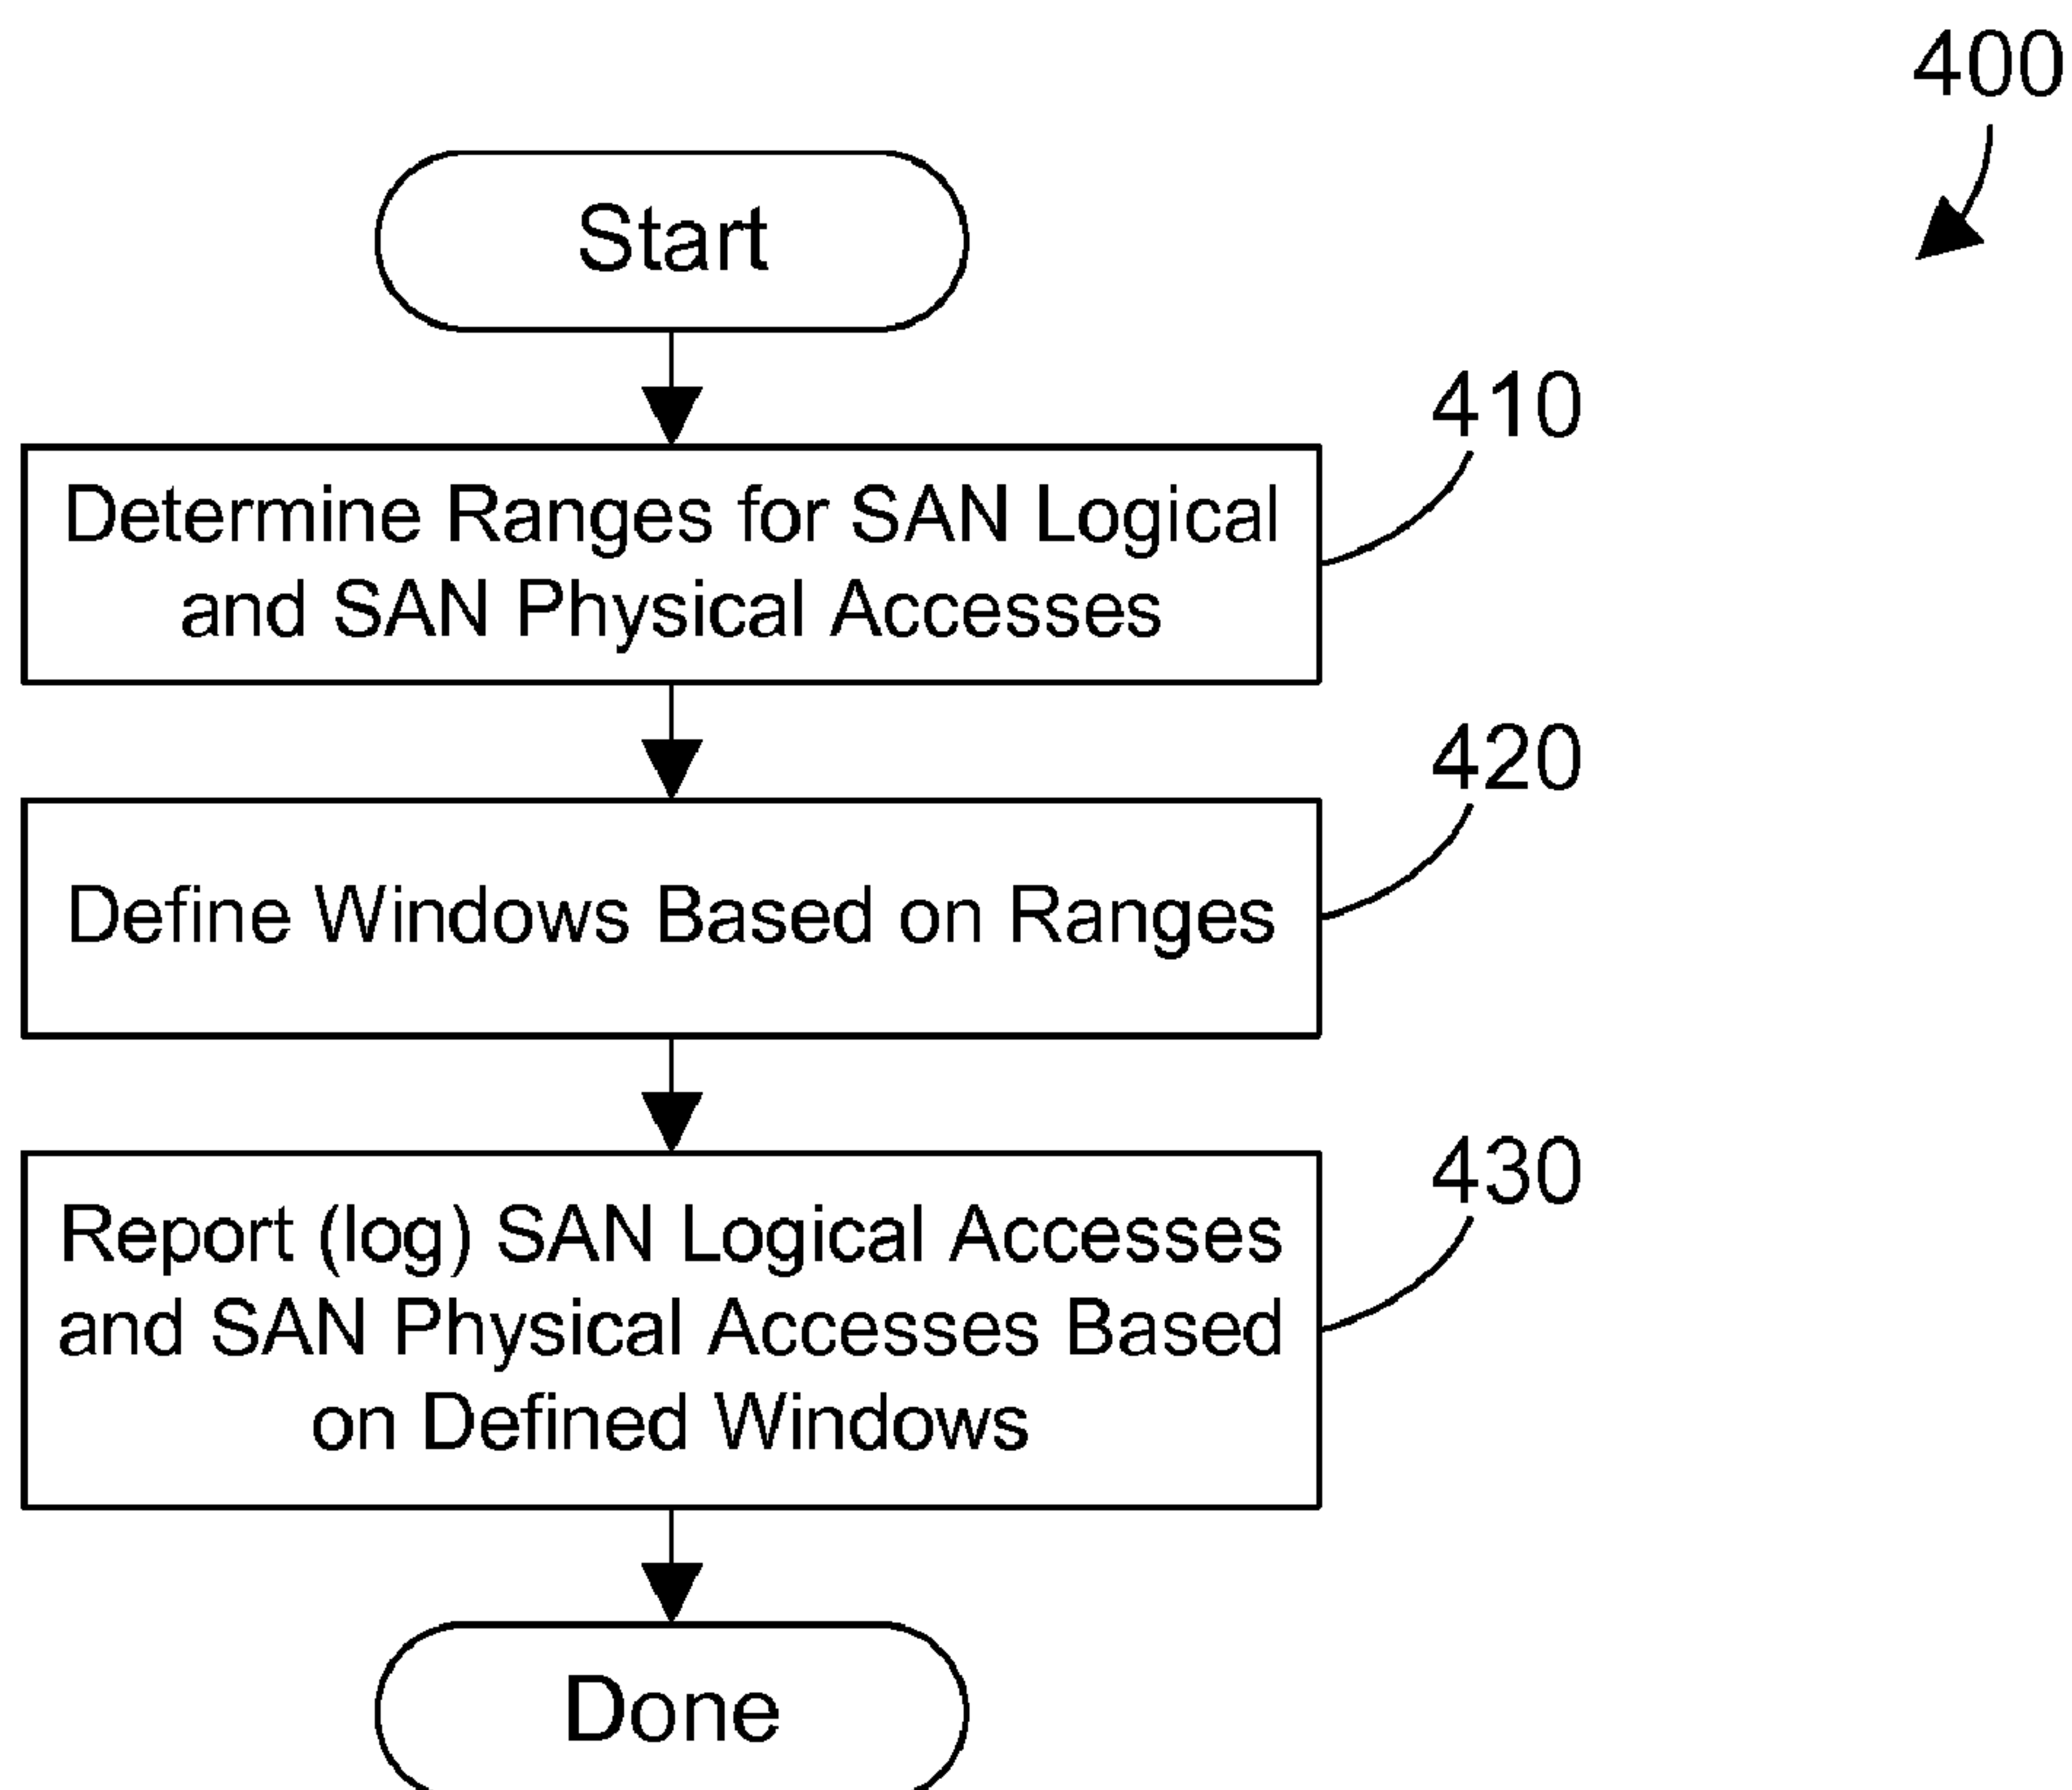 400
Start
410
Determine Ranges for SAN Logical
and SAN Physical Accesses
420
Define Windows Based on Ranges
430
Report (log) SAN Logical Accesses
and SAN Physical Accesses Based
on Defined Windows
Done